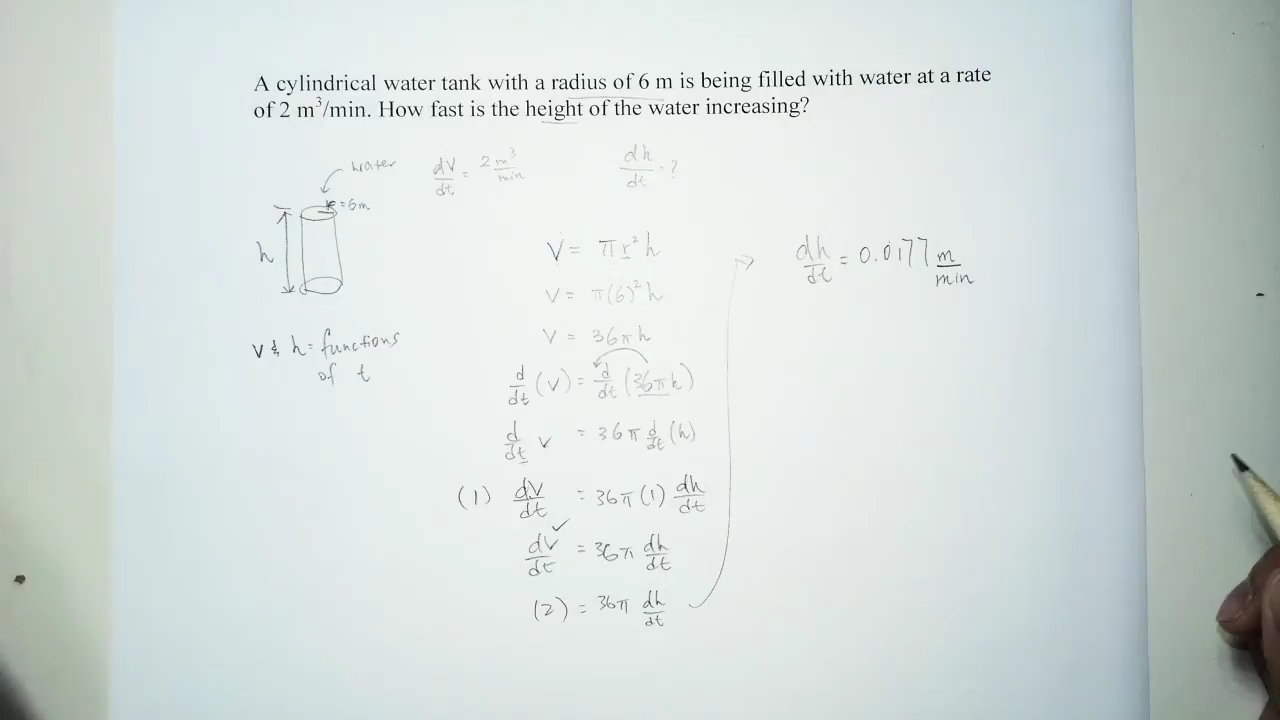 A cylindrical water tank with a radius of 6 m is being filled with water at a rate
of 2 m³/min. How fast is the height of the water increasing?
water
dV/dt = 2 m³/min
dh/dt = ?
r = 6m
h
V & h = functions
of t
V = πr²h
V = π(6)²h
V = 36πh
d/dt (V) = d/dt (36πh)
d/dt V = 36π d/dt (h)
(1) dV/dt = 36π(1) dh/dt
dV/dt = 36π dh/dt
(2) = 36π dh/dt
dh/dt = 0.0177 m/min